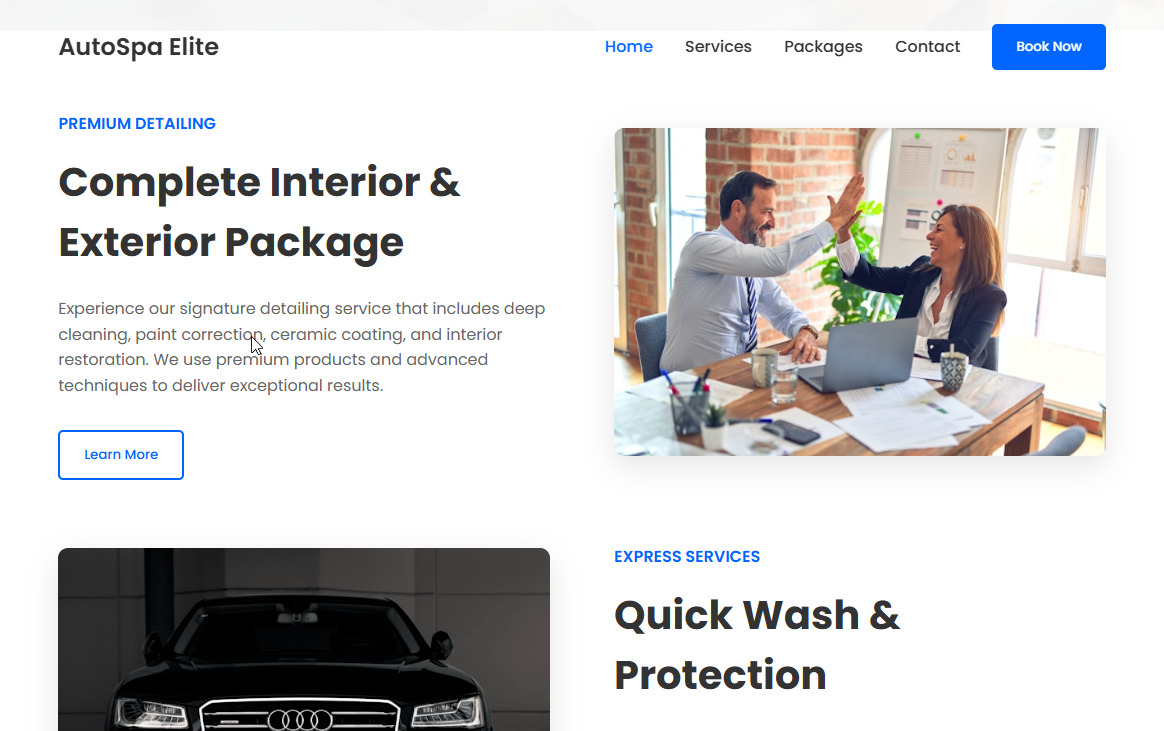 AutoSpa Elite
Home Services Packages Contact Book Now
PREMIUM DETAILING
Complete Interior &
Exterior Package
Experience our signature detailing service that includes deep
cleaning, paint correction, ceramic coating, and interior
restoration. We use premium products and advanced
techniques to deliver exceptional results.
Learn More
EXPRESS SERVICES
Quick Wash &
Protection